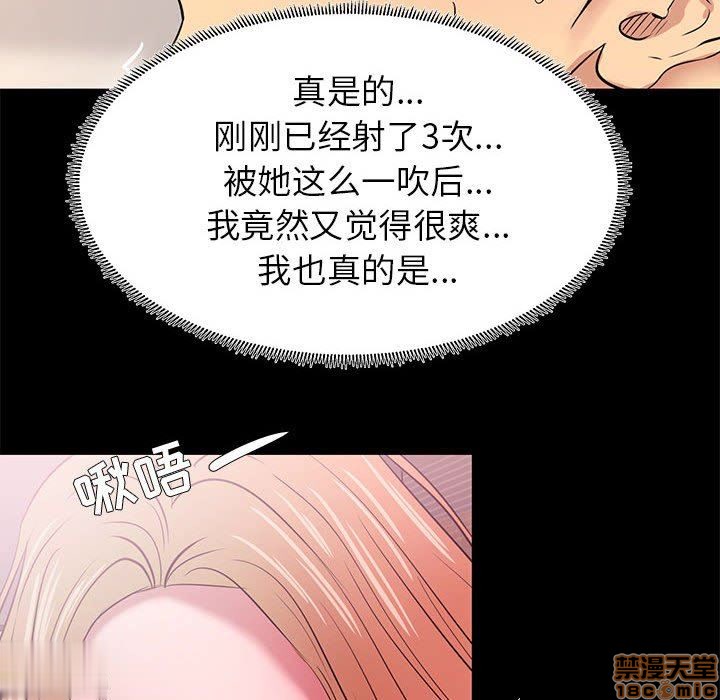 真是的...
刚刚已经射了3次...
被她这么一吹后...
我竟然又觉得很爽...
我也真的是...
啾唔
禁漫天堂
18comic